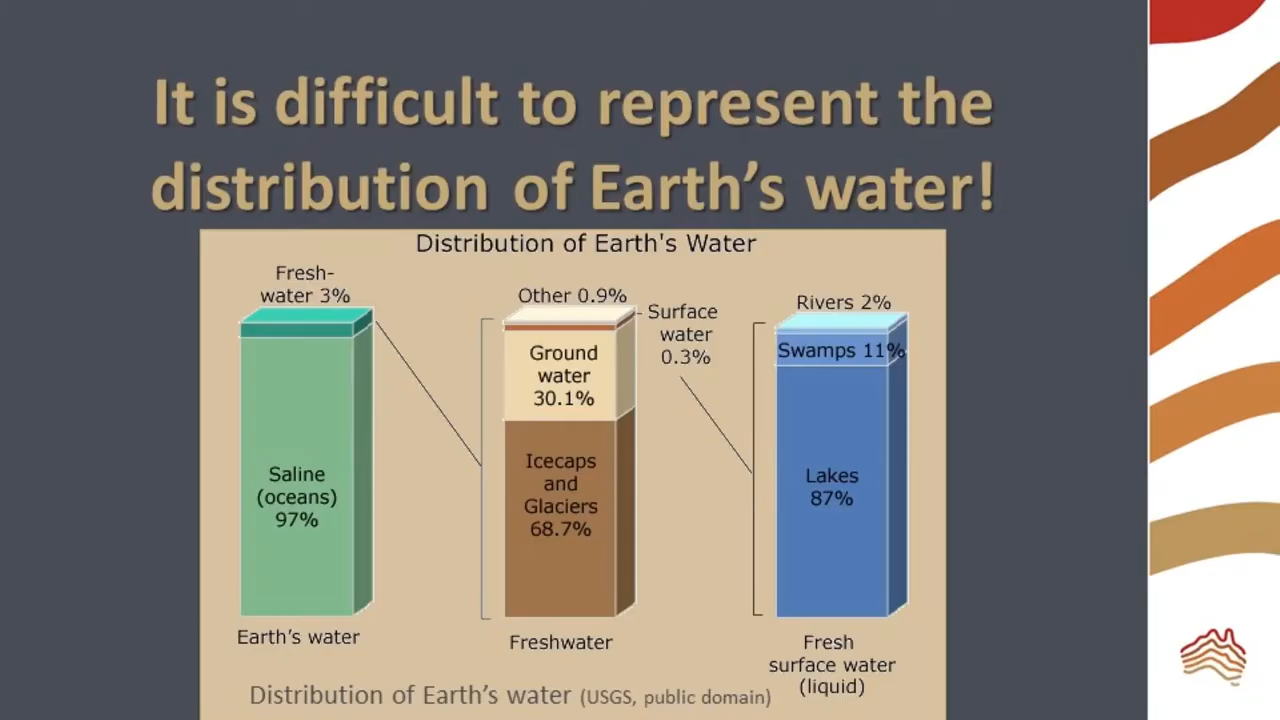 It is difficult to represent the
distribution of Earth’s water!
Distribution of Earth's Water
Fresh-
water 3%
Saline
(oceans)
97%
Earth’s water
Other 0.9%
Surface
water
0.3%
Ground
water
30.1%
Icecaps
and
Glaciers
68.7%
Freshwater
Rivers 2%
Swamps 11%
Lakes
87%
Fresh
surface water
(liquid)
Distribution of Earth’s water (USGS, public domain)